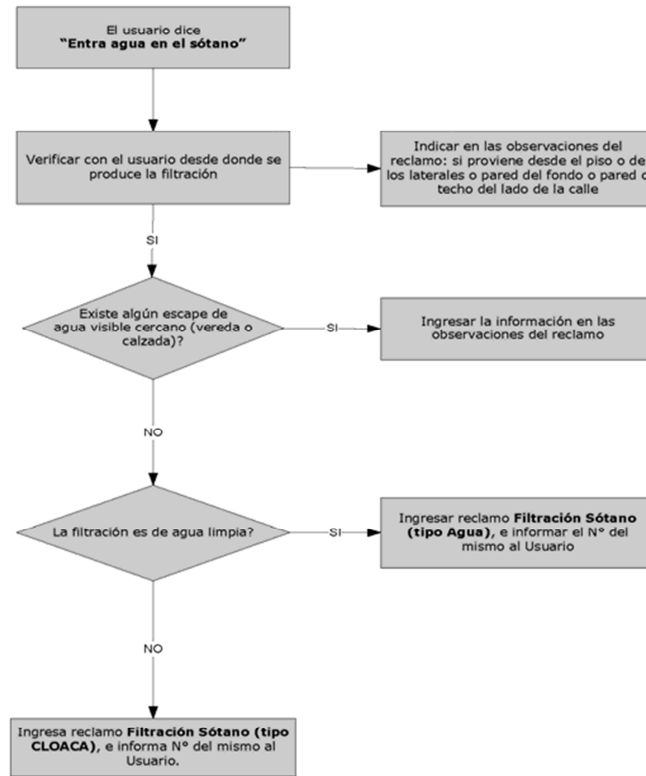 El usuario dice
“Entra agua en el sótano”
Verificar con el usuario desde donde se
produce la filtración
Indicar en las observaciones del
reclamo: si proviene desde el piso o de
los laterales o pared del fondo o pared o
techo del lado de la calle
SI
Existe algún escape de
agua visible cercano (vereda o
calzada)?
SI
Ingresar la información en las
observaciones del reclamo
NO
La filtración es de agua limpia?
SI
Ingresar reclamo Filtración Sótano
(tipo Agua), e informar el N° del
mismo al Usuario
NO
Ingresa reclamo Filtración Sótano (tipo
CLOACA), e informa N° del mismo al
Usuario.